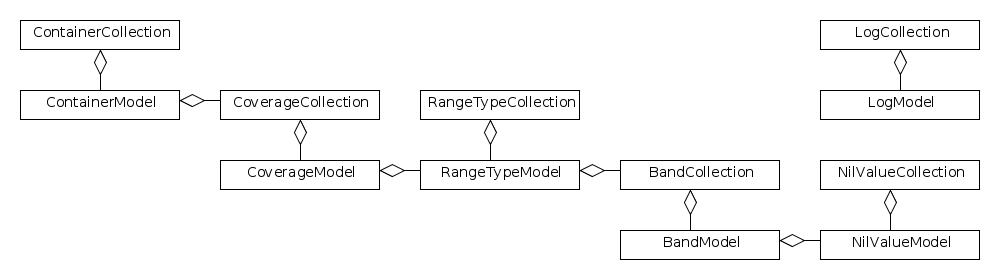 ContainerCollection
LogCollection
ContainerModel
CoverageCollection
RangeTypeCollection
LogModel
CoverageModel
RangeTypeModel
BandCollection
NilValueCollection
BandModel
NilValueModel